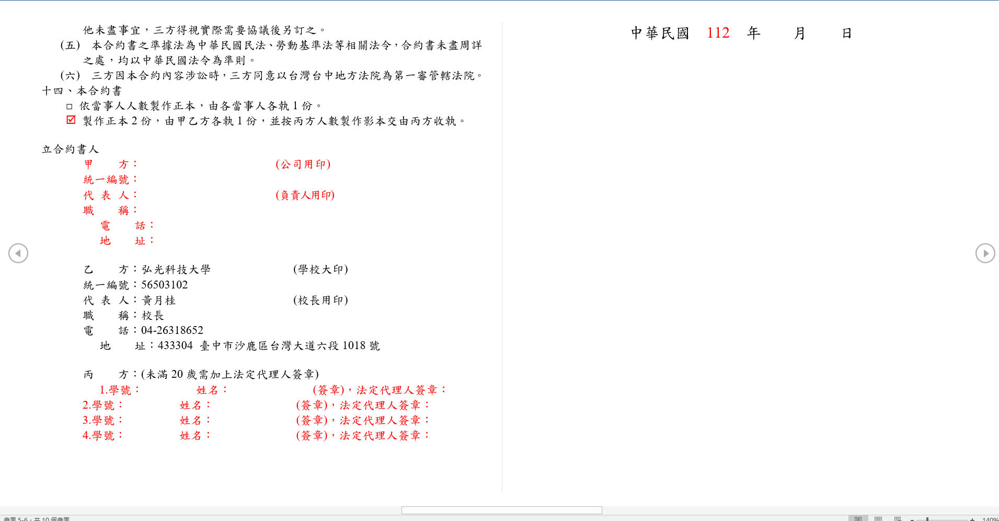 他未盡事宜，三方得視實際需要協議後另訂之。
(五) 本合約書之準據法為中華民國民法、勞動基準法等相關法令，合約書未盡周詳
之處，均以中華民國法令為準則。
(六) 三方因本合約內容涉訟時，三方同意以台灣台中地方法院為第一審管轄法院。
十四、本合約書
□ 依當事人人數製作正本，由各當事人各執 1 份。
☑ 製作正本 2 份，由甲乙方各執 1 份，並按丙方人數製作影本交由丙方收執。
立合約書人
甲 方： (公司用印)
統一編號：
代 表 人： (負責人用印)
職 稱：
電 話：
地 址：
乙 方：弘光科技大學 (學校大印)
統一編號：56503102
代 表 人：黃月桂 (校長用印)
職 稱：校長
電 話：04-26318652
地 址：433304 臺中市沙鹿區台灣大道六段 1018 號
丙 方：(未滿 20 歲需加上法定代理人簽章)
1.學號： 姓名： (簽章)，法定代理人簽章：
2.學號： 姓名： (簽章)，法定代理人簽章：
3.學號： 姓名： (簽章)，法定代理人簽章：
4.學號： 姓名： (簽章)，法定代理人簽章：
中華民國 112 年 月 日
畫面 5-6，共 10 個畫面
140%